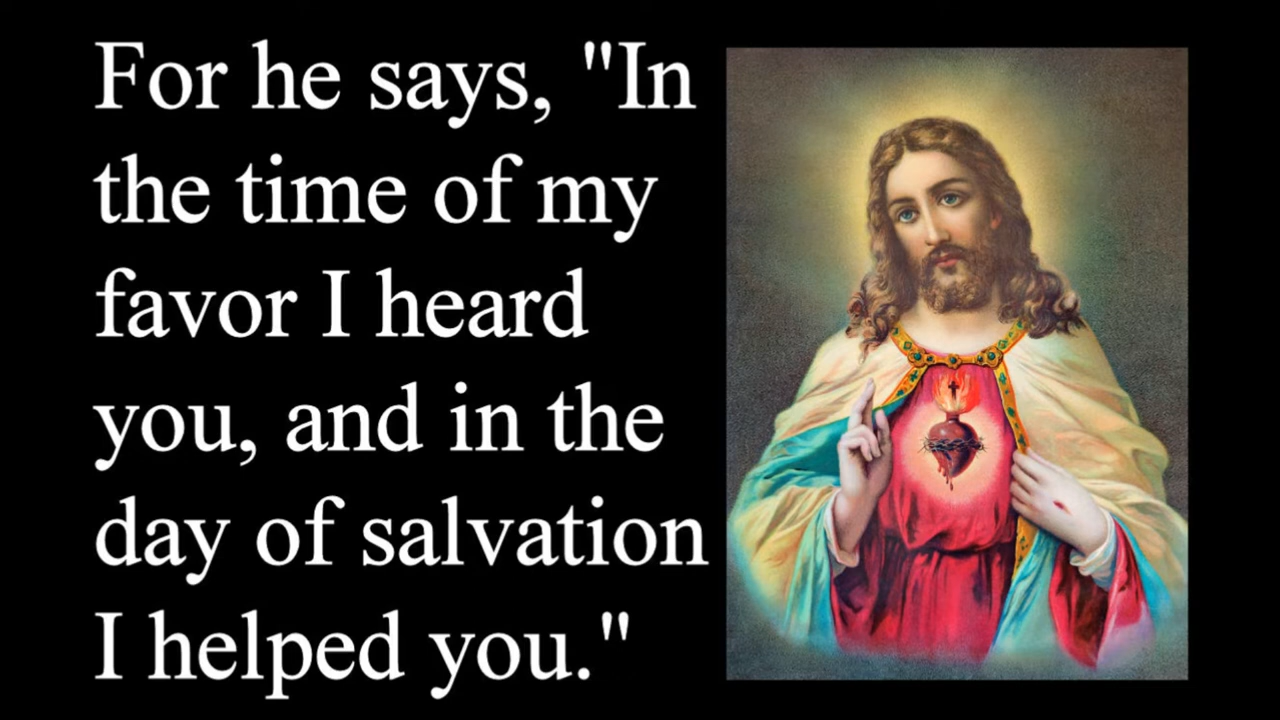 For he says, "In
the time of my
favor I heard
you, and in the
day of salvation
I helped you."